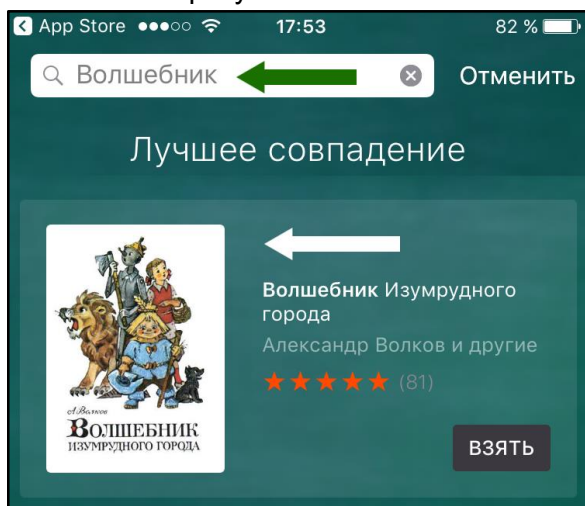 App Store 17:53 82 %
Волшебник Отменить
Лучшее совпадение
Волшебник Изумрудного
города
Александр Волков и другие
(81)
А.Волков
ВОЛШЕБНИК
ИЗУМРУДНОГО ГОРОДА
ВЗЯТЬ